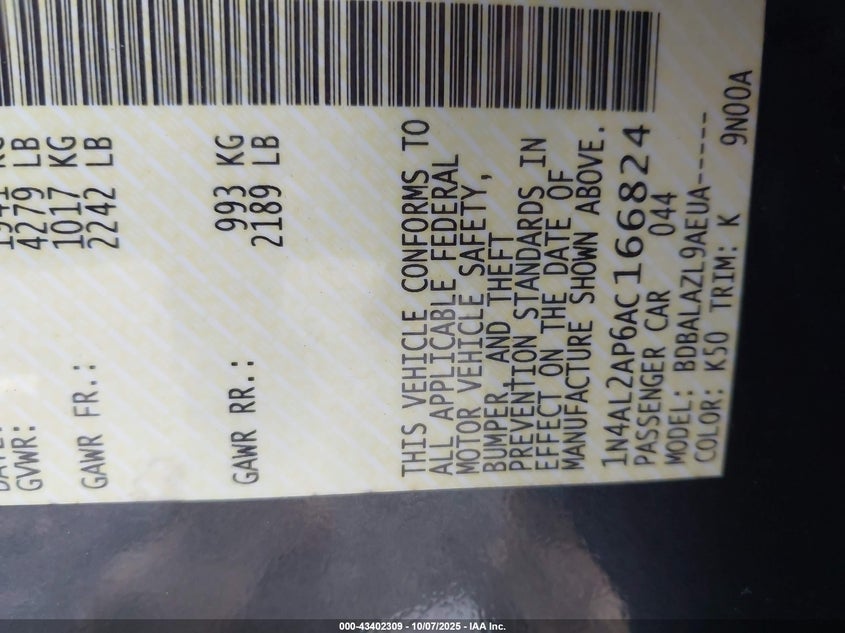 GVWR: 4279 LB
GAWR FR.: 1017 KG
2242 LB
GAWR RR.: 993 KG
2189 LB
THIS VEHICLE CONFORMS TO
ALL APPLICABLE FEDERAL
MOTOR VEHICLE SAFETY,
BUMPER, AND THEFT
PREVENTION STANDARDS IN
EFFECT ON THE DATE OF
MANUFACTURE SHOWN ABOVE.
1N4AL2AP6AC166824
PASSENGER CAR 044
MODEL: BDBALAZL9AEUA-----
COLOR: K50 TRIM: K 9N00A
000-43402309 - 10/07/2025 - IAA Inc.